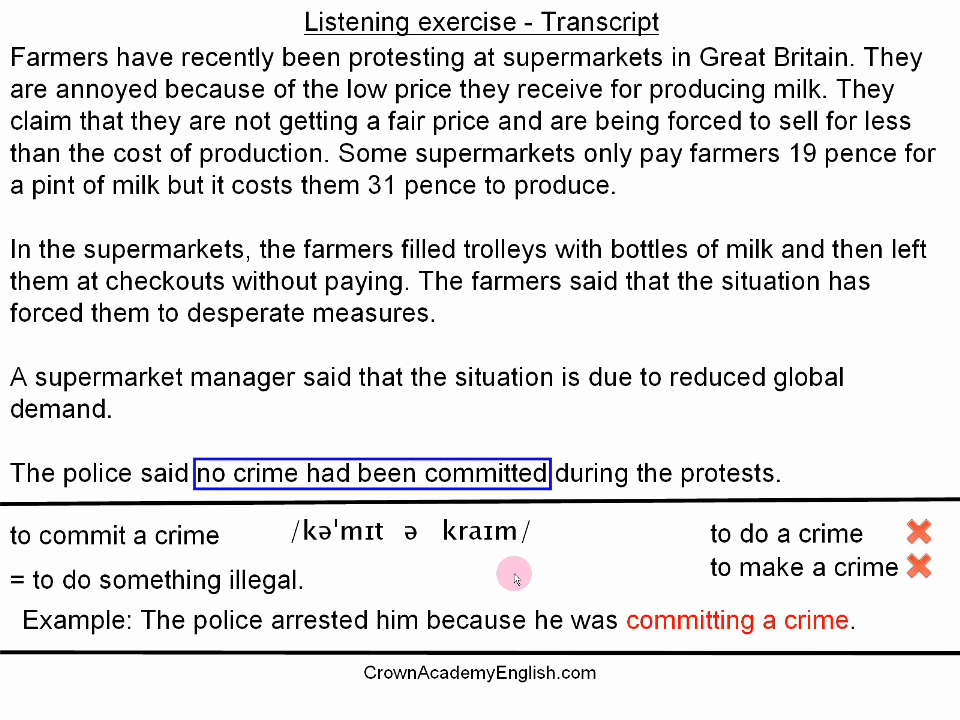 Listening exercise - Transcript
Farmers have recently been protesting at supermarkets in Great Britain. They
are annoyed because of the low price they receive for producing milk. They
claim that they are not getting a fair price and are being forced to sell for less
than the cost of production. Some supermarkets only pay farmers 19 pence for
a pint of milk but it costs them 31 pence to produce.
In the supermarkets, the farmers filled trolleys with bottles of milk and then left
them at checkouts without paying. The farmers said that the situation has
forced them to desperate measures.
A supermarket manager said that the situation is due to reduced global
demand.
The police said no crime had been committed during the protests.
to commit a crime /kəˈmɪt ə kraɪm/
= to do something illegal.
to do a crime
to make a crime
Example: The police arrested him because he was committing a crime.
CrownAcademyEnglish.com